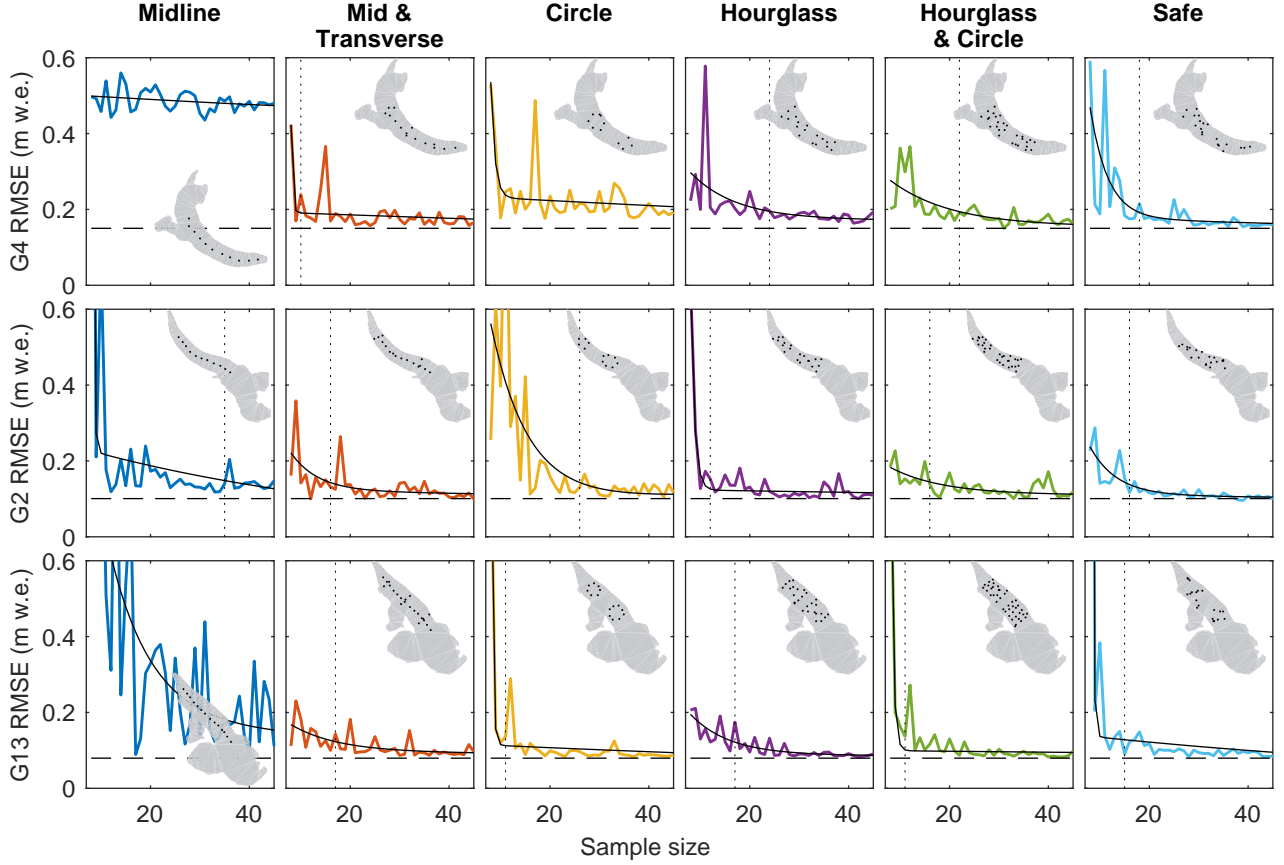 Midline
Mid &
Transverse
Circle
Hourglass
Hourglass
& Circle
Safe
G4 RMSE (m w.e.)
0.6
0.4
0.2
0
G2 RMSE (m w.e.)
0.6
0.4
0.2
0
G13 RMSE (m w.e.)
0.6
0.4
0.2
0
20 40 20 40 20 40 20 40 20 40 20 40
Sample size